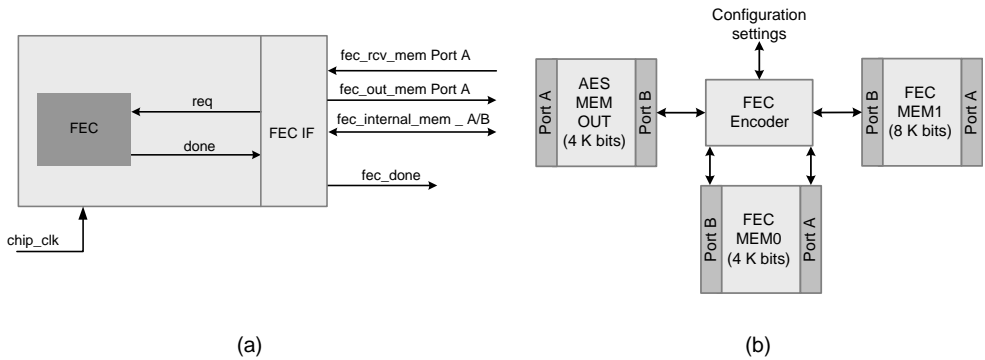 fec_rcv_mem Port A
fec_out_mem Port A
fec_internal_mem _ A/B
fec_done
req
done
FEC
FEC IF
chip_clk
(a)
Configuration
settings
Port A
AES
MEM
OUT
(4 K bits)
Port B
FEC
Encoder
Port B
FEC
MEM1
(8 K bits)
Port A
Port B
FEC
MEM0
(4 K bits)
Port A
(b)